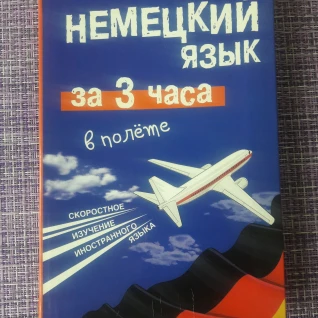 НЕМЕЦКИЙ
ЯЗЫК
за 3 часа
в полёте
СКОРОСТНОЕ
ИЗУЧЕНИЕ
ИНОСТРАННОГО
ЯЗЫКА